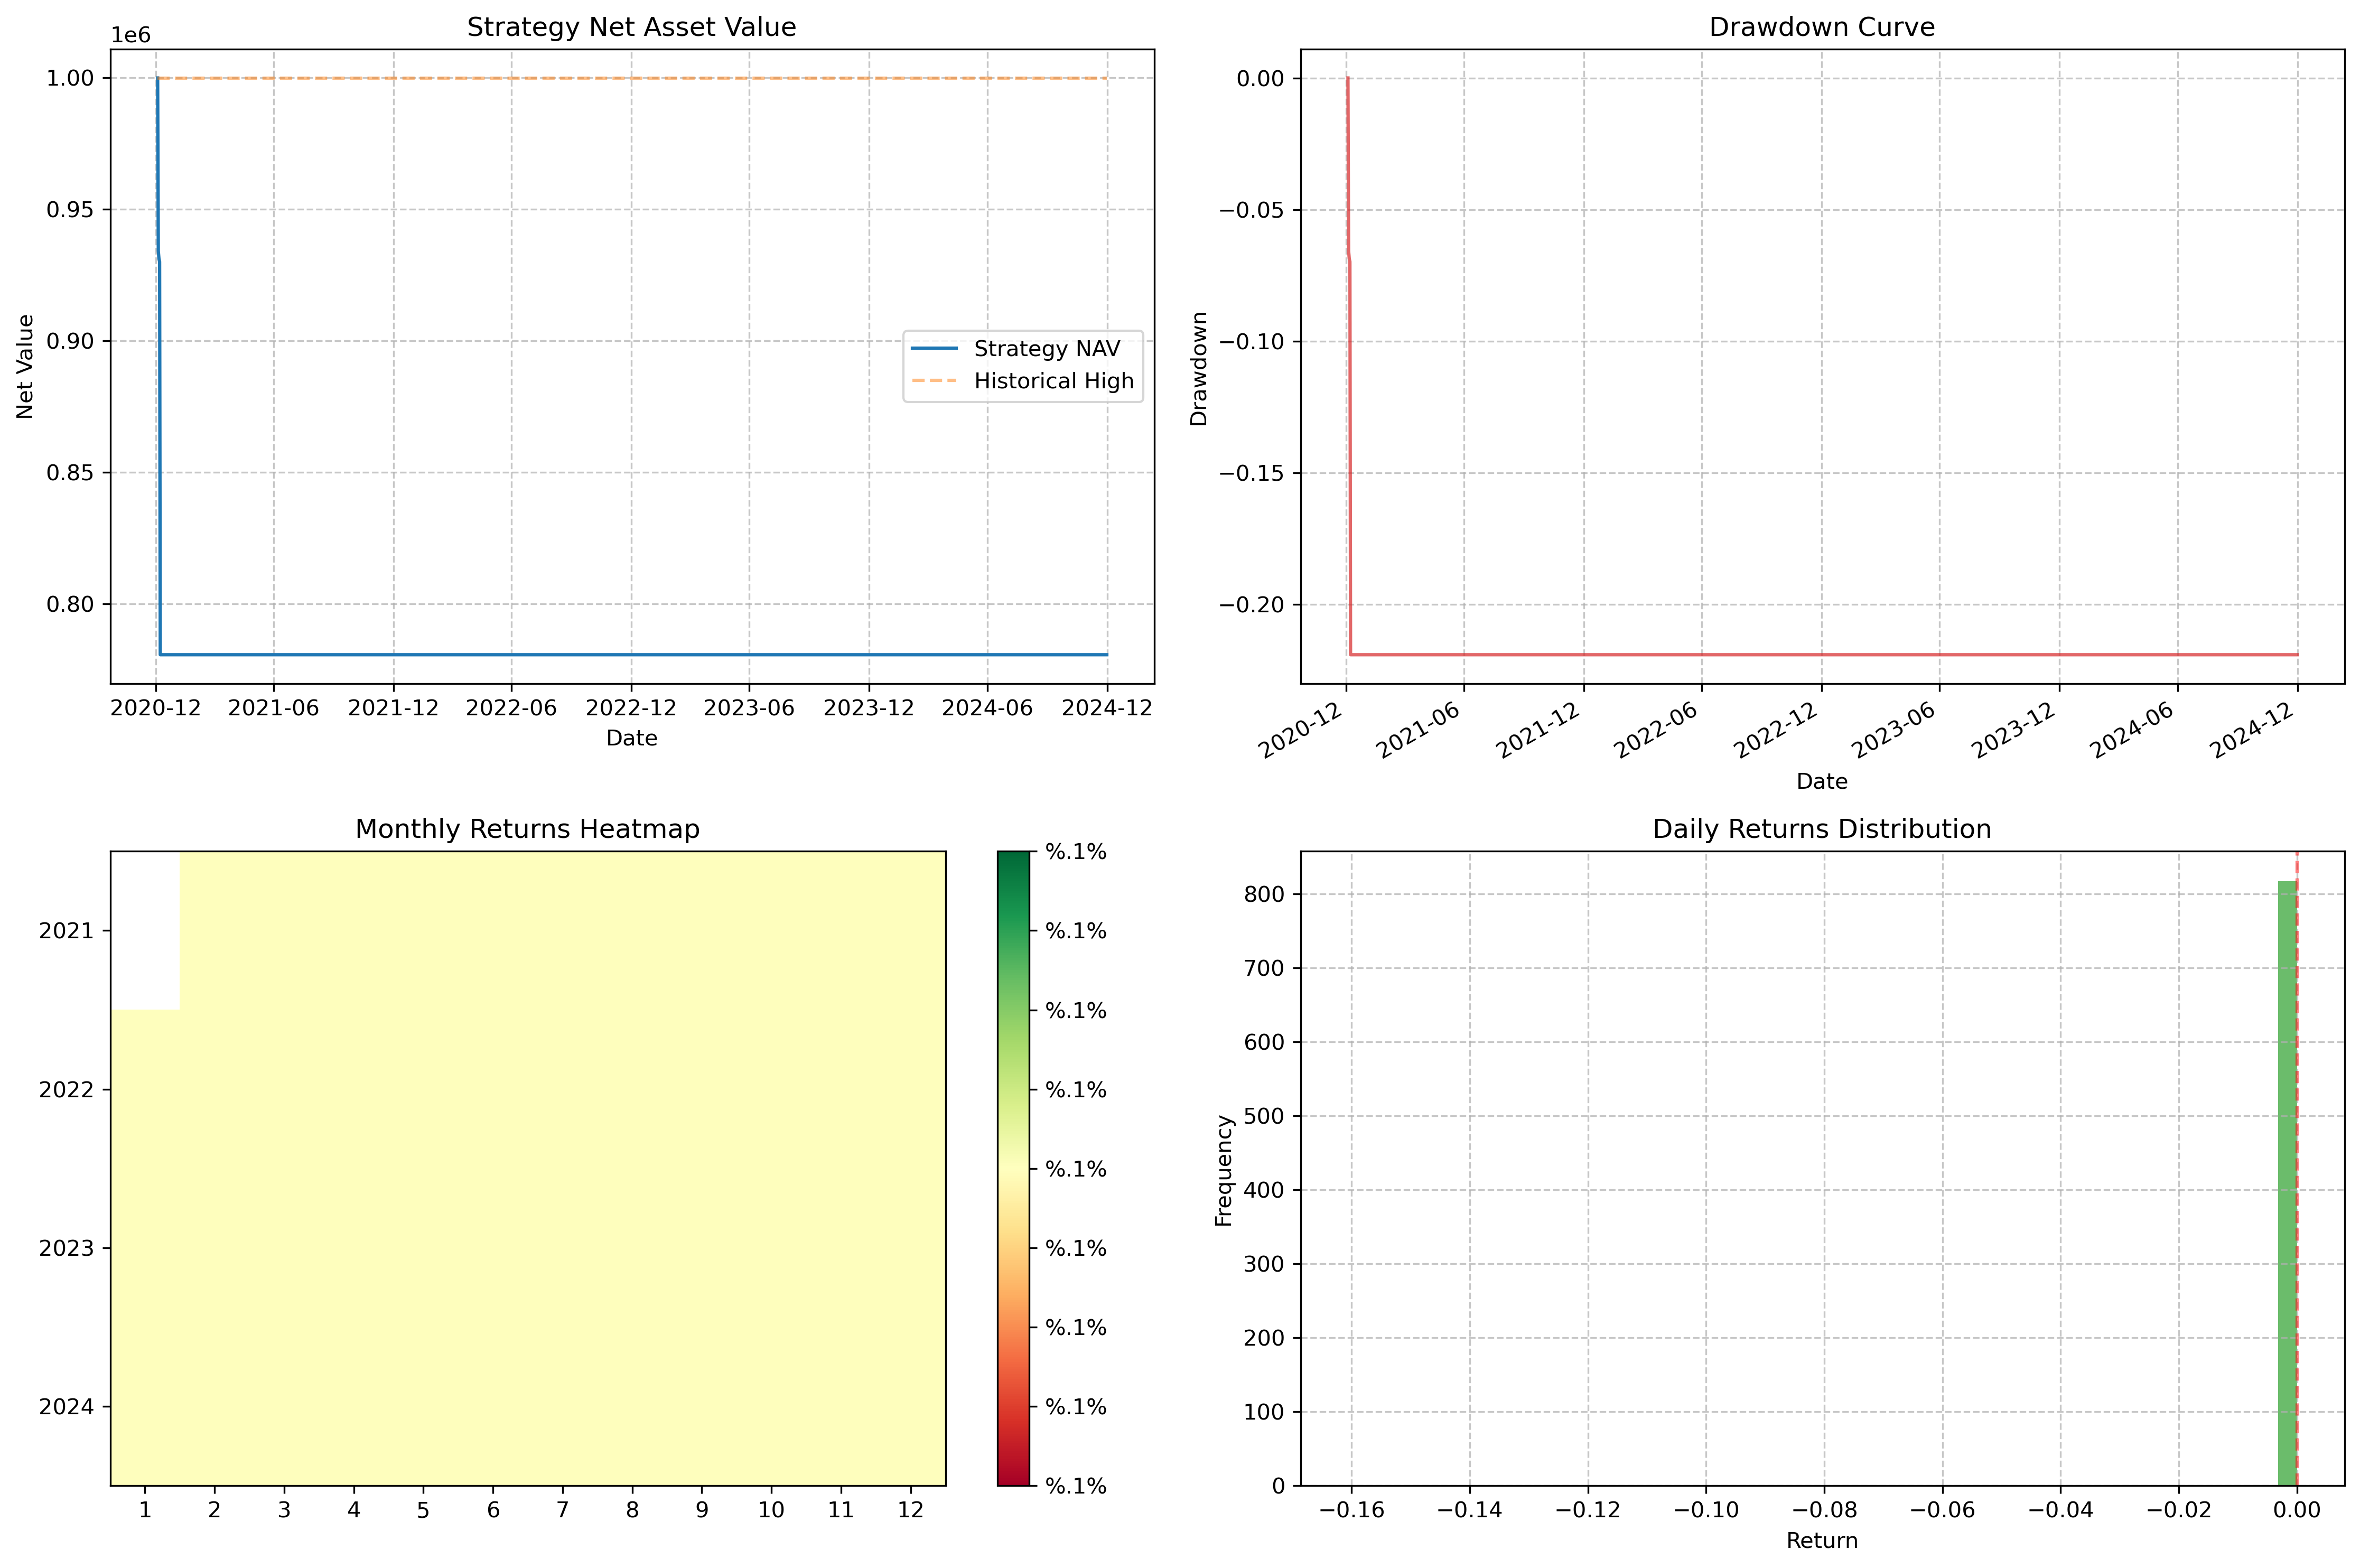 Strategy Net Asset Value
1e6
1.00
0.95
0.90
0.85
0.80
Net Value
Strategy NAV
Historical High
2020-12 2021-06 2021-12 2022-06 2022-12 2023-06 2023-12 2024-06 2024-12
Date
Drawdown Curve
0.00
−0.05
−0.10
−0.15
−0.20
Drawdown
2020-12 2021-06 2021-12 2022-06 2022-12 2023-06 2023-12 2024-06 2024-12
Date
Monthly Returns Heatmap
2021
2022
2023
2024
1 2 3 4 5 6 7 8 9 10 11 12
%.1%
%.1%
%.1%
%.1%
%.1%
%.1%
%.1%
%.1%
%.1%
Daily Returns Distribution
800
700
600
500
400
300
200
100
0
Frequency
−0.16 −0.14 −0.12 −0.10 −0.08 −0.06 −0.04 −0.02 0.00
Return